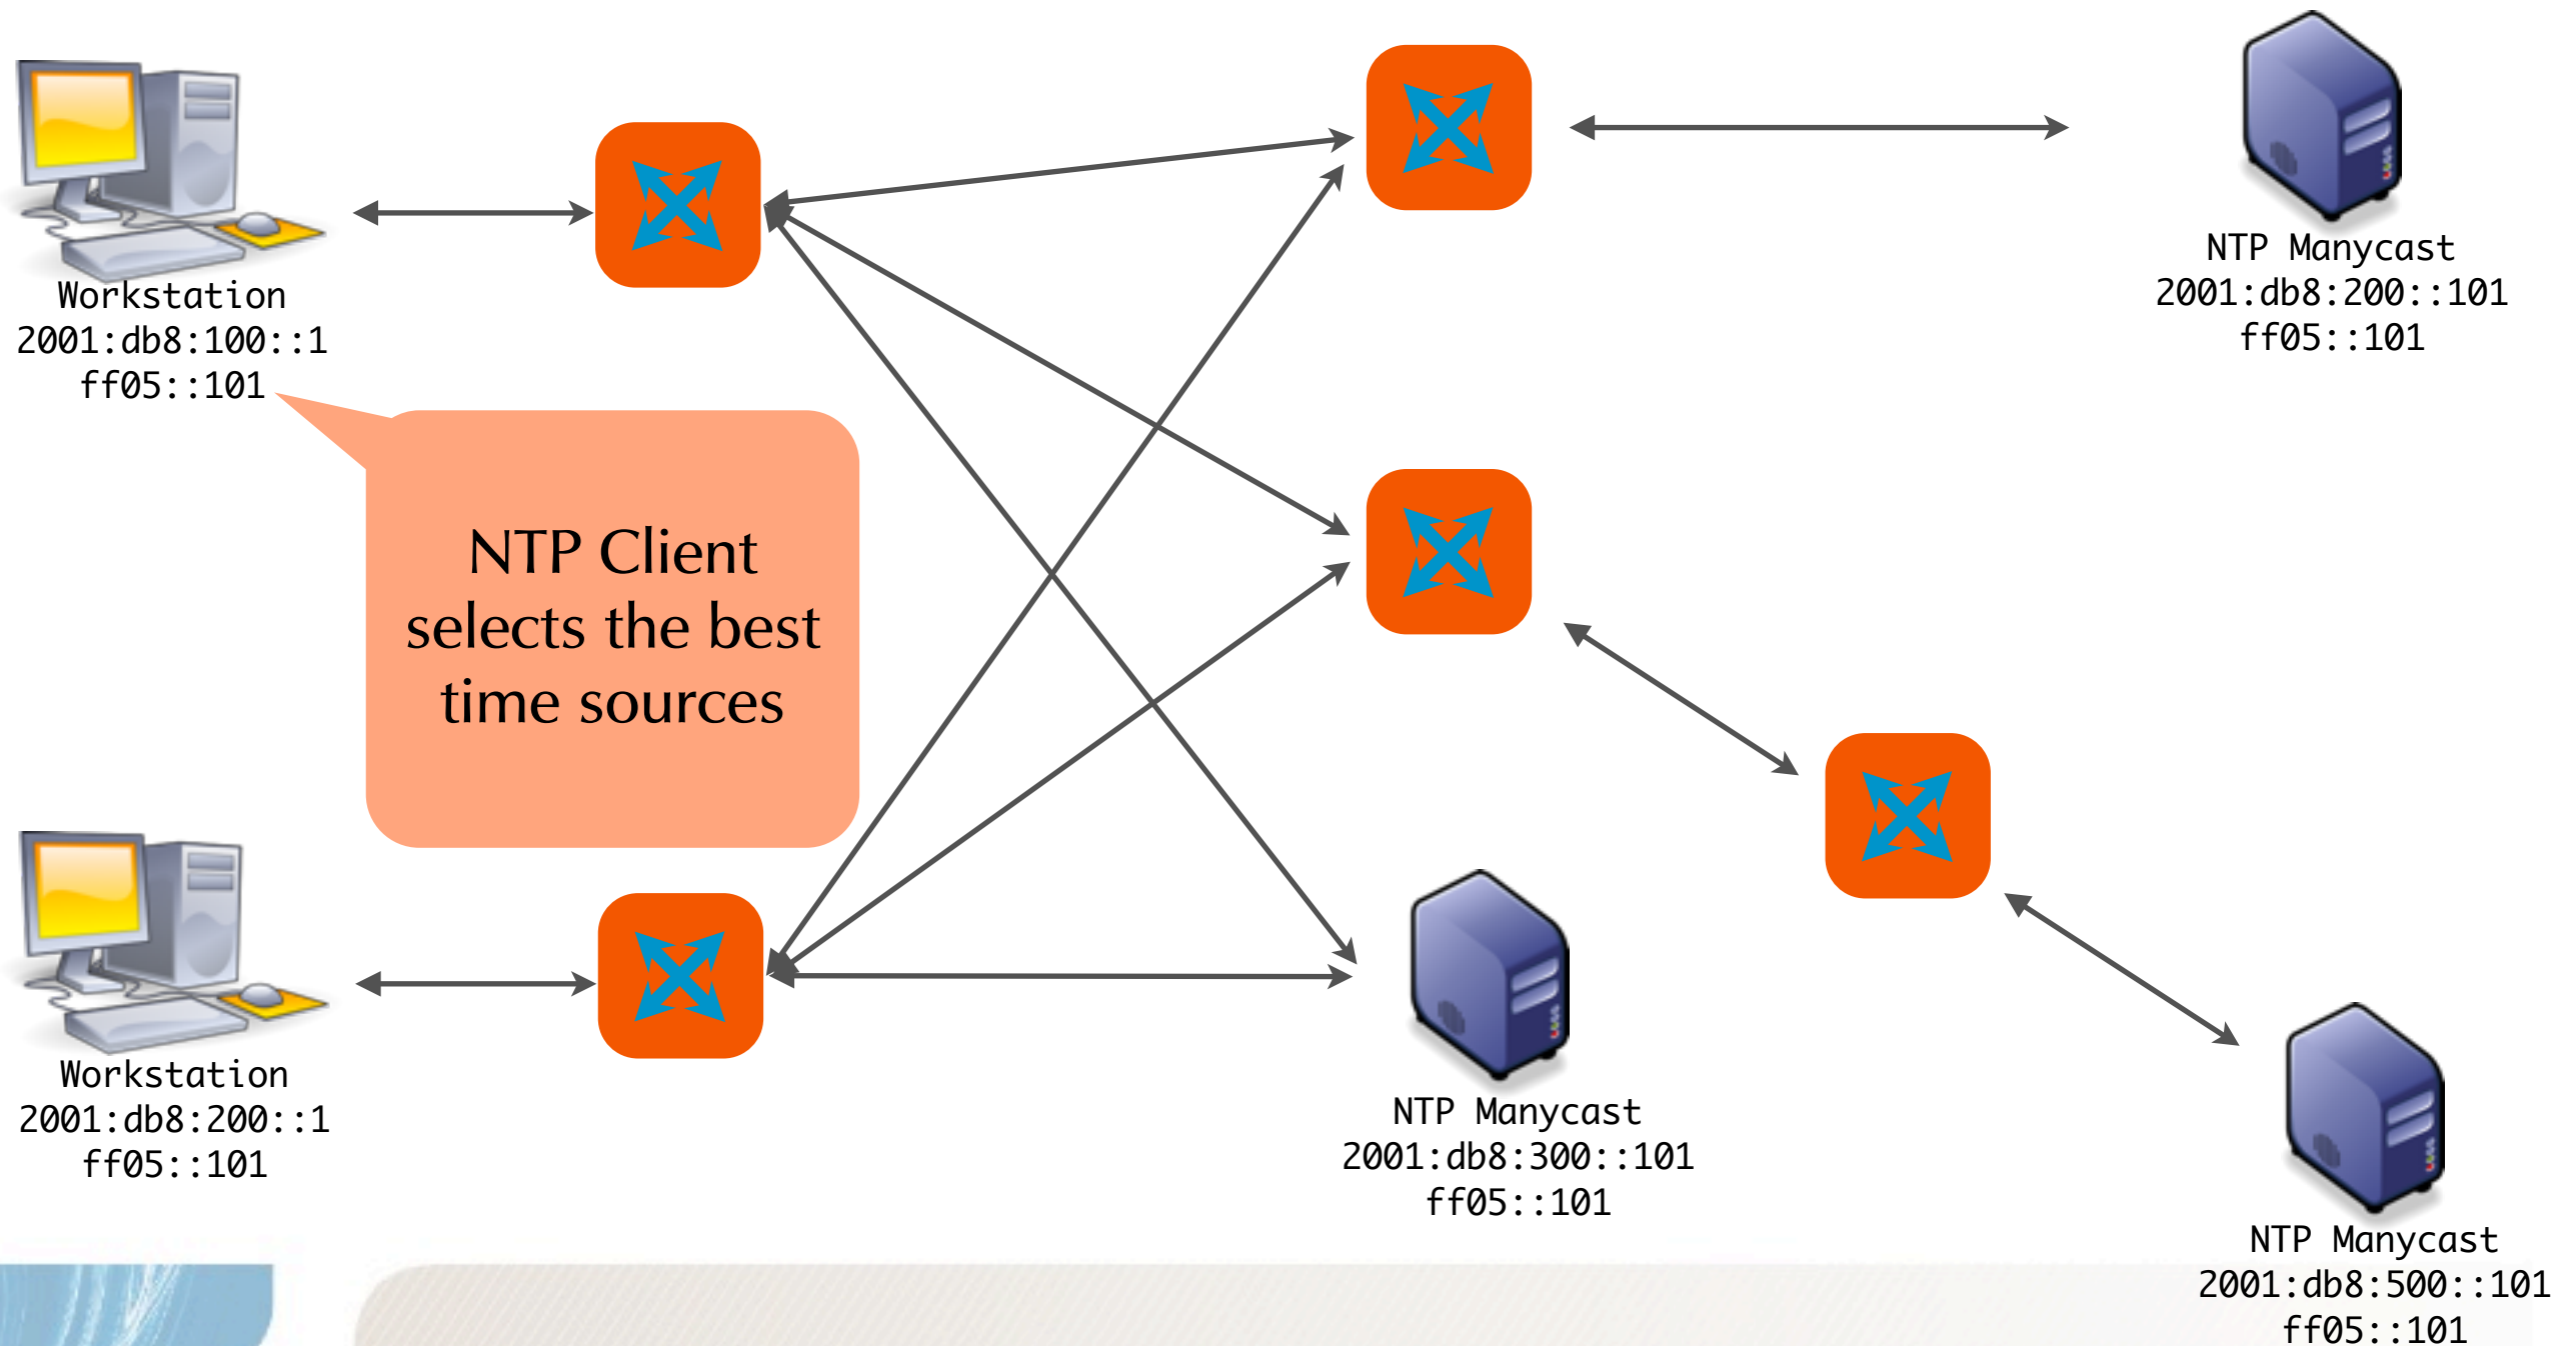 Workstation
2001:db8:100::1
ff05::101
NTP Manycast
2001:db8:200::101
ff05::101
NTP Client
selects the best
time sources
Workstation
2001:db8:200::1
ff05::101
NTP Manycast
2001:db8:300::101
ff05::101
NTP Manycast
2001:db8:500::101
ff05::101